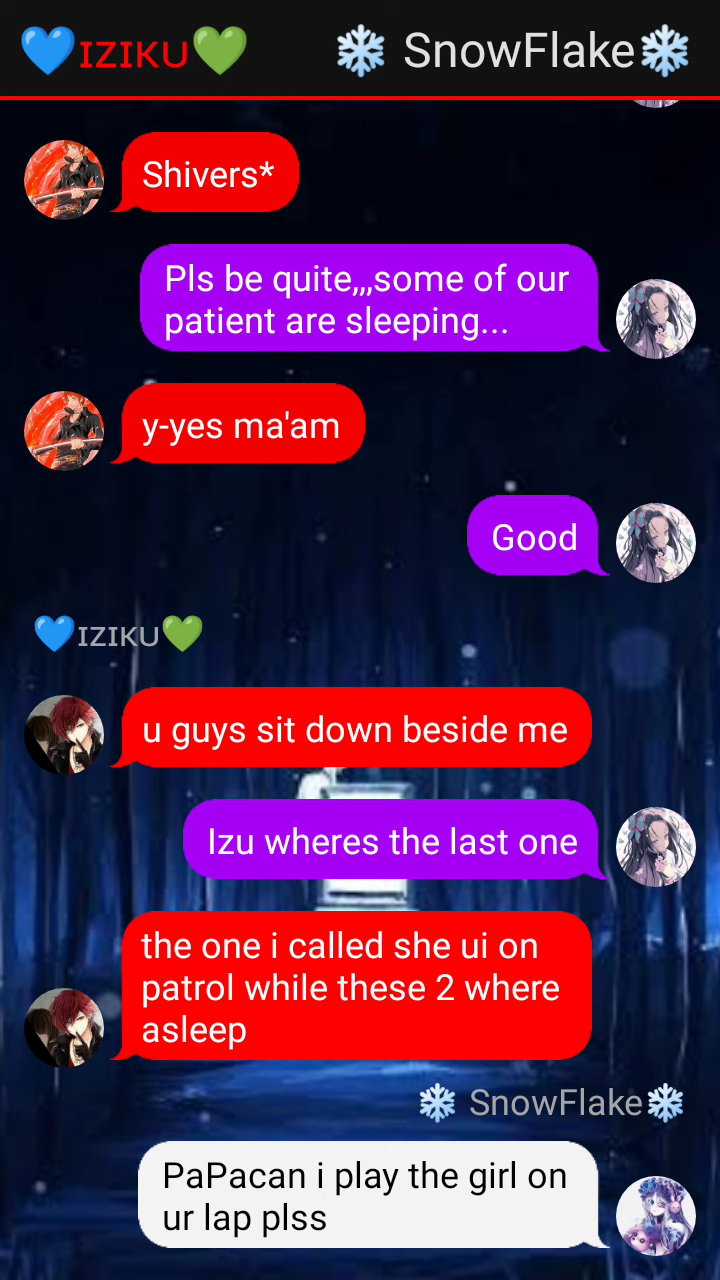 💙ɪᴢɪᴋᴜ💚 ❄️ SnowFlake❄️
Shivers*
Pls be quite,,,some of our
patient are sleeping...
y-yes ma'am
Good
💙ɪᴢɪᴋᴜ💚
u guys sit down beside me
Izu wheres the last one
the one i called she ui on
patrol while these 2 where
asleep
❄️ SnowFlake❄️
PaPacan i play the girl on
ur lap plss